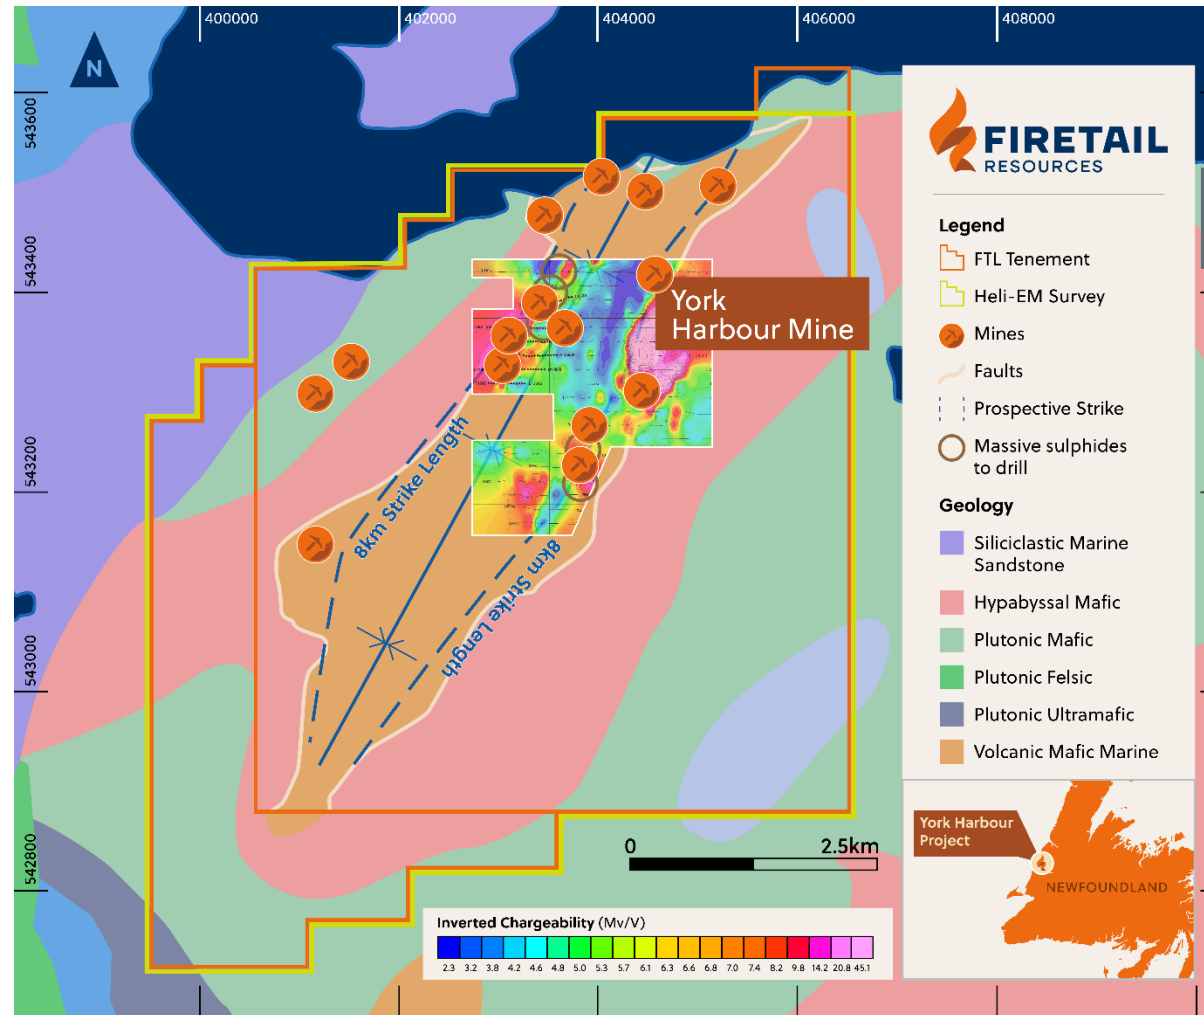 400000
402000
404000
406000
408000
N
543600
543400
543200
543000
542800
York
Harbour Mine
8km Strike Length
8km Strike Length
0
2.5km
Inverted Chargeability (Mv/V)
2.3 3.2 3.8 4.2 4.6 4.8 5.0 5.3 5.7 6.1 6.3 6.6 6.8 7.0 7.4 8.2 9.8 14.2 20.8 45.1
FIRETAIL
RESOURCES
Legend
FTL Tenement
Heli-EM Survey
Mines
Faults
Prospective Strike
Massive sulphides
to drill
Geology
Siliciclastic Marine
Sandstone
Hypabyssal Mafic
Plutonic Mafic
Plutonic Felsic
Plutonic Ultramafic
Volcanic Mafic Marine
York Harbour
Project
NEWFOUNDLAND